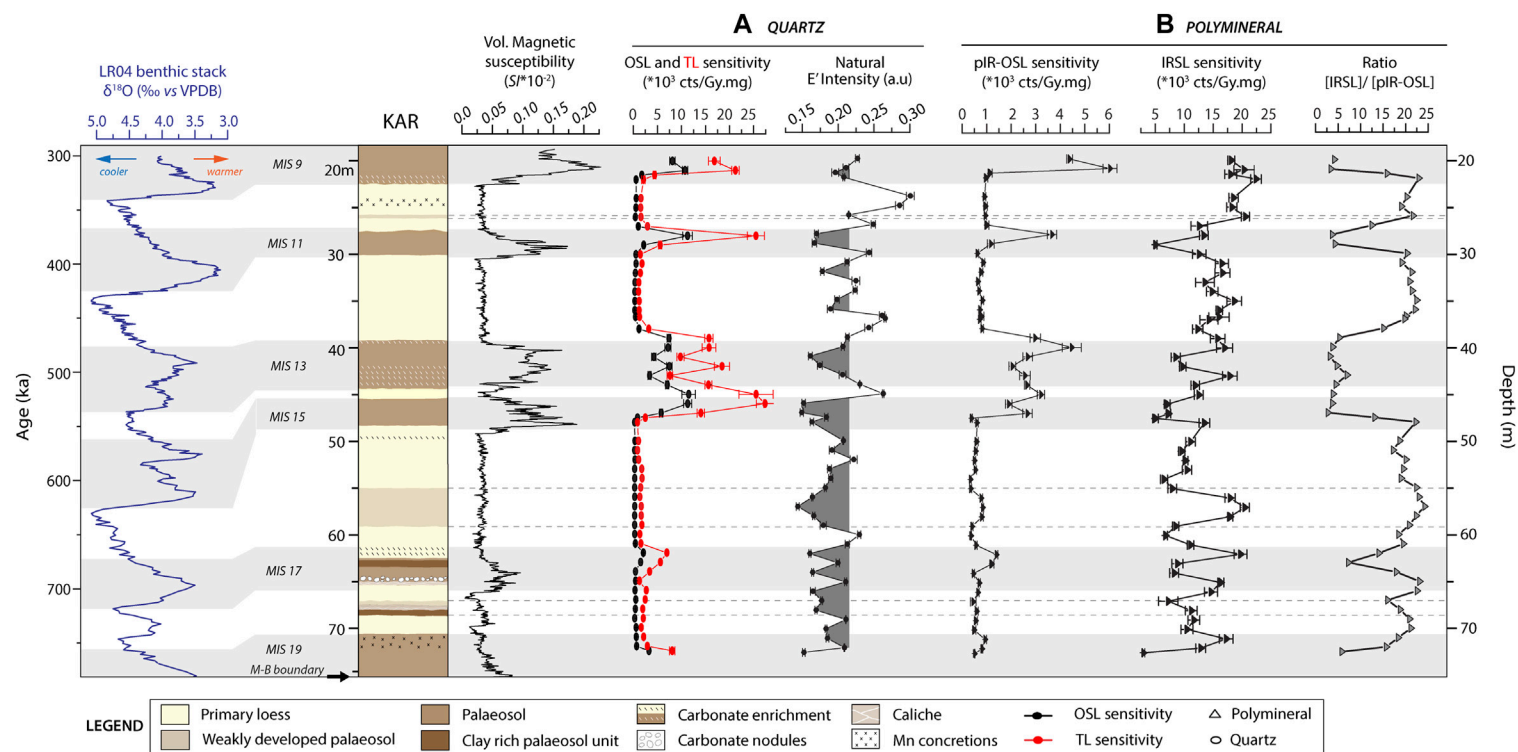 A QUARTZ
B POLYMINERAL
LR04 benthic stack
δ18O (‰ vs VPDB)
5.0 4.5 4.0 3.5 3.0
KAR
Vol. Magnetic
susceptibility
(SI*10-2)
0.0 0.05 0.10 0.15 0.20
OSL and TL sensitivity
(*10³ cts/Gy.mg)
0 5 10 15 20 25
Natural
E' Intensity (a.u)
0.15 0.20 0.25 0.30
pIR-OSL sensitivity
(*10³ cts/Gy.mg)
0 1 2 3 4 5 6
IRSL sensitivity
(*10³ cts/Gy.mg)
5 10 15 20 25
Ratio
[IRSL]/ [pIR-OSL]
0 5 10 15 20 25
Age (ka)
300
400
500
600
700
cooler
warmer
MIS 9
MIS 11
MIS 13
MIS 15
MIS 17
MIS 19
M-B boundary
20m
30
40
50
60
70
20
30
40
50
60
70
Depth (m)
LEGEND
Primary loess
Palaeosol
Carbonate enrichment
Caliche
OSL sensitivity
Polymineral
Weakly developed palaeosol
Clay rich palaeosol unit
Carbonate nodules
Mn concretions
TL sensitivity
Quartz